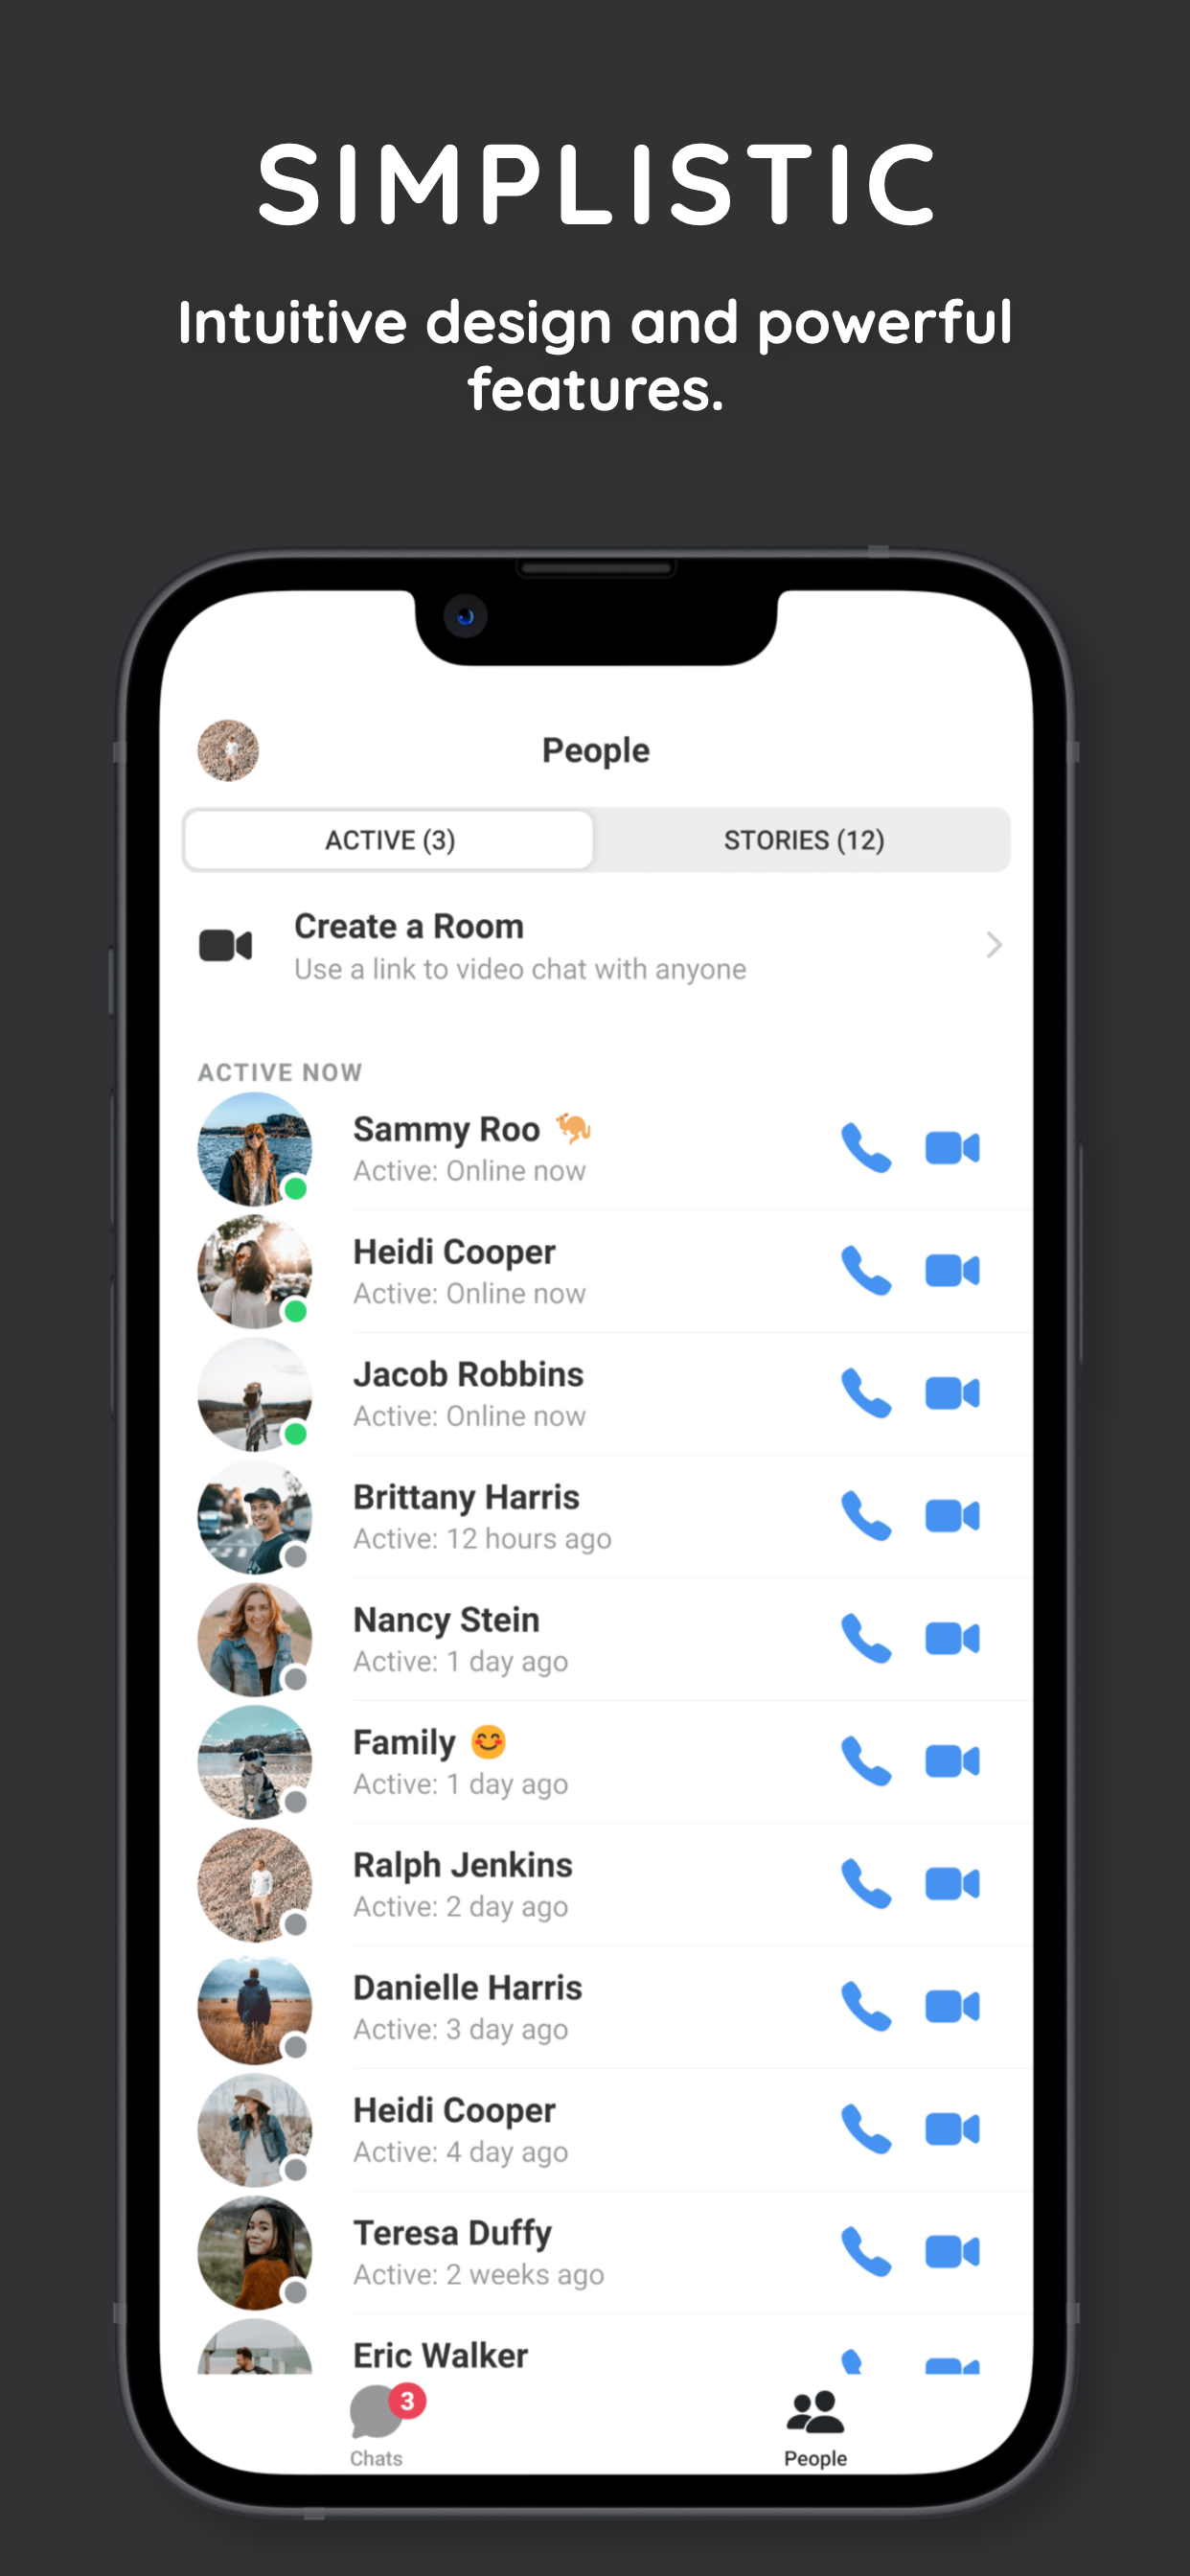 SIMPLISTIC
Intuitive design and powerful
features.
People
ACTIVE (3)
STORIES (12)
Create a Room
Use a link to video chat with anyone
ACTIVE NOW
Sammy Roo 🦘
Active: Online now
Heidi Cooper
Active: Online now
Jacob Robbins
Active: Online now
Brittany Harris
Active: 12 hours ago
Nancy Stein
Active: 1 day ago
Family 😊
Active: 1 day ago
Ralph Jenkins
Active: 2 day ago
Danielle Harris
Active: 3 day ago
Heidi Cooper
Active: 4 day ago
Teresa Duffy
Active: 2 weeks ago
Eric Walker
3
Chats
People